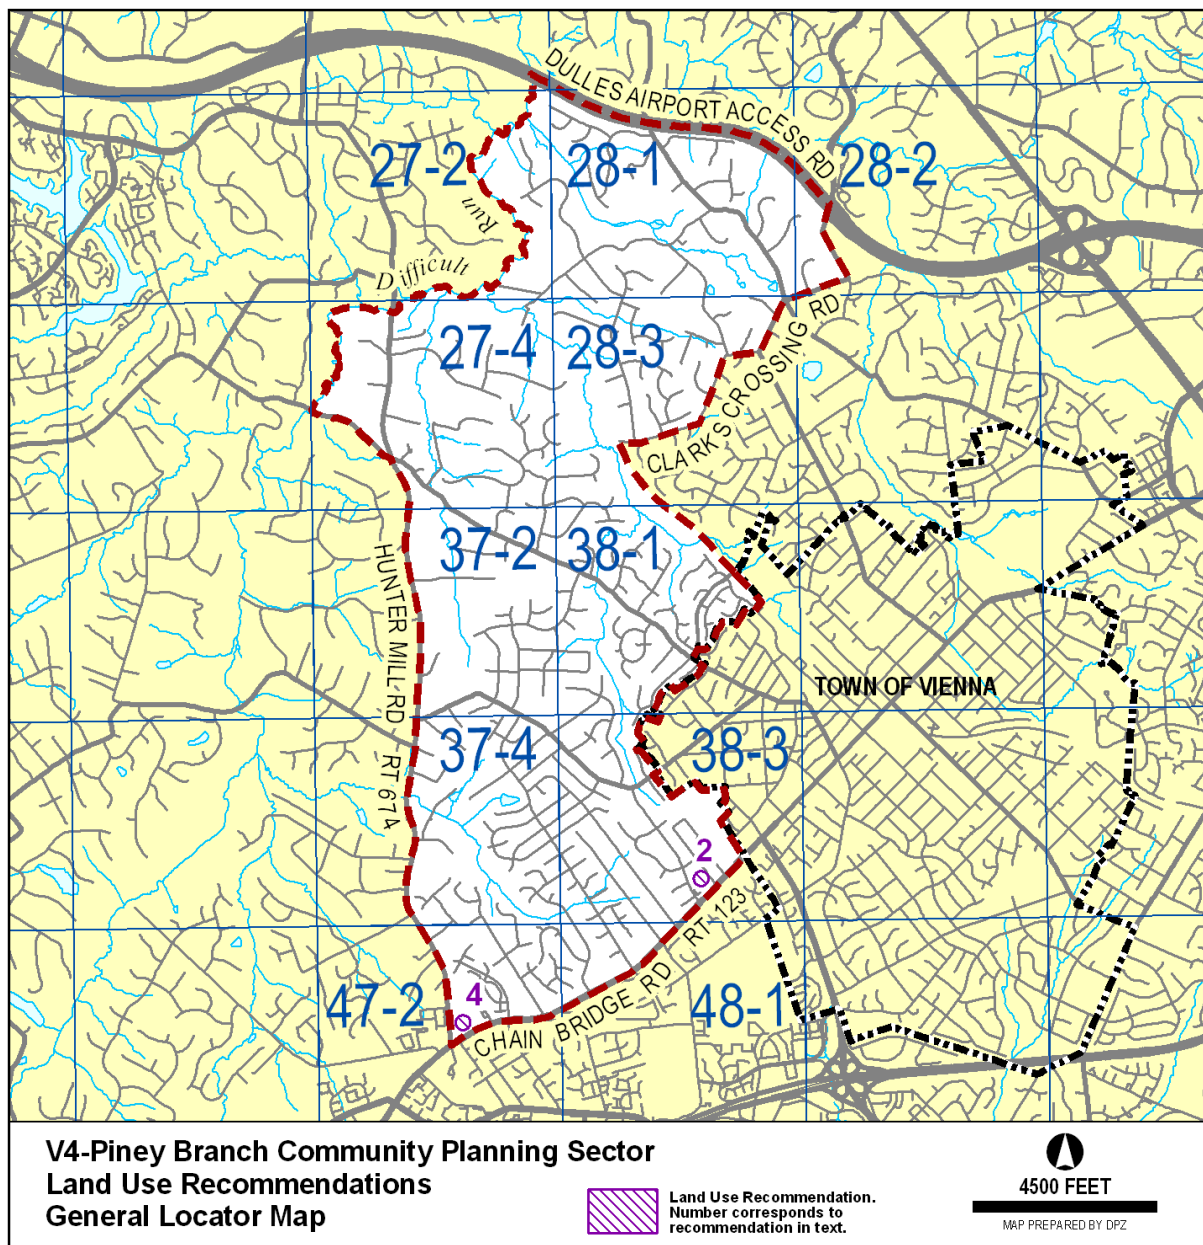 DULLES AIRPORT ACCESS RD
27-2
28-1
28-2
Run
Difficult
27-4
28-3
CLARKS CROSSING RD
37-2
38-1
HUNTER MILL RD RT 674
TOWN OF VIENNA
37-4
38-3
2
RT 123
47-2
4
48-1
CHAIN BRIDGE RD
V4-Piney Branch Community Planning Sector
Land Use Recommendations
General Locator Map
Land Use Recommendation.
Number corresponds to
recommendation in text.
4500 FEET
MAP PREPARED BY DPZ